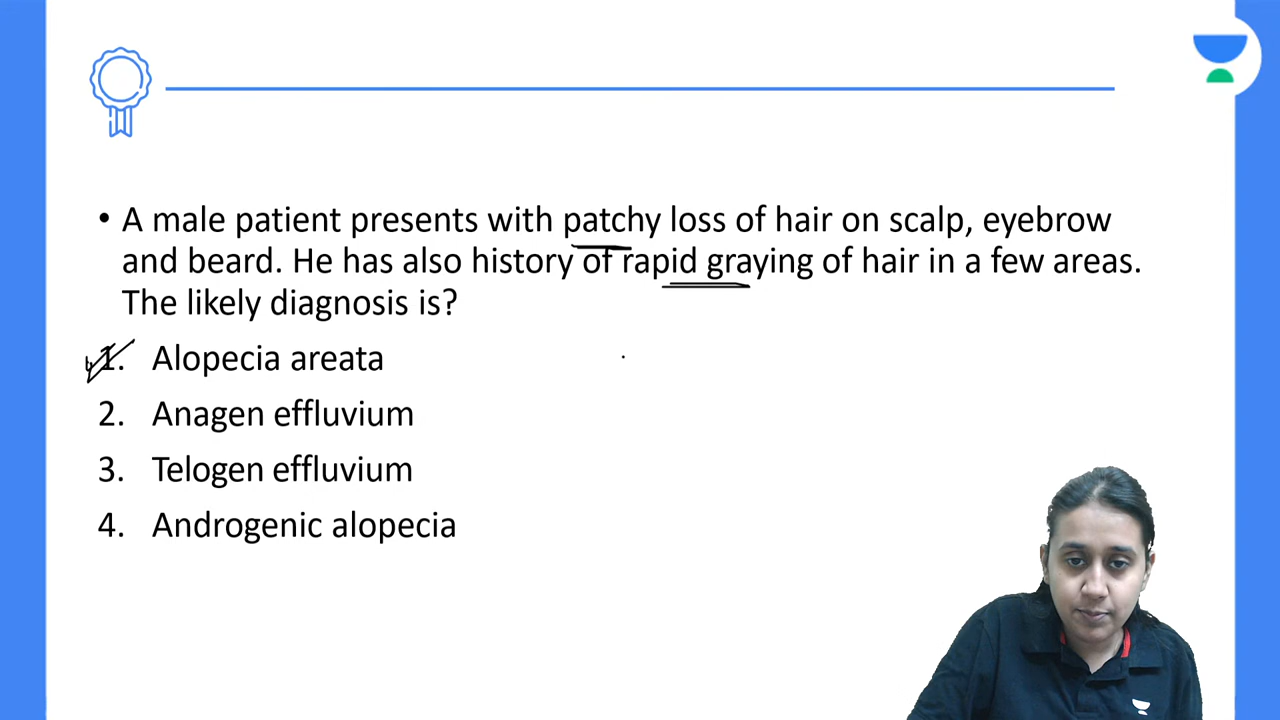 • A male patient presents with patchy loss of hair on scalp, eyebrow
and beard. He has also history of rapid graying of hair in a few areas.
The likely diagnosis is?
1. Alopecia areata
2. Anagen effluvium
3. Telogen effluvium
4. Androgenic alopecia